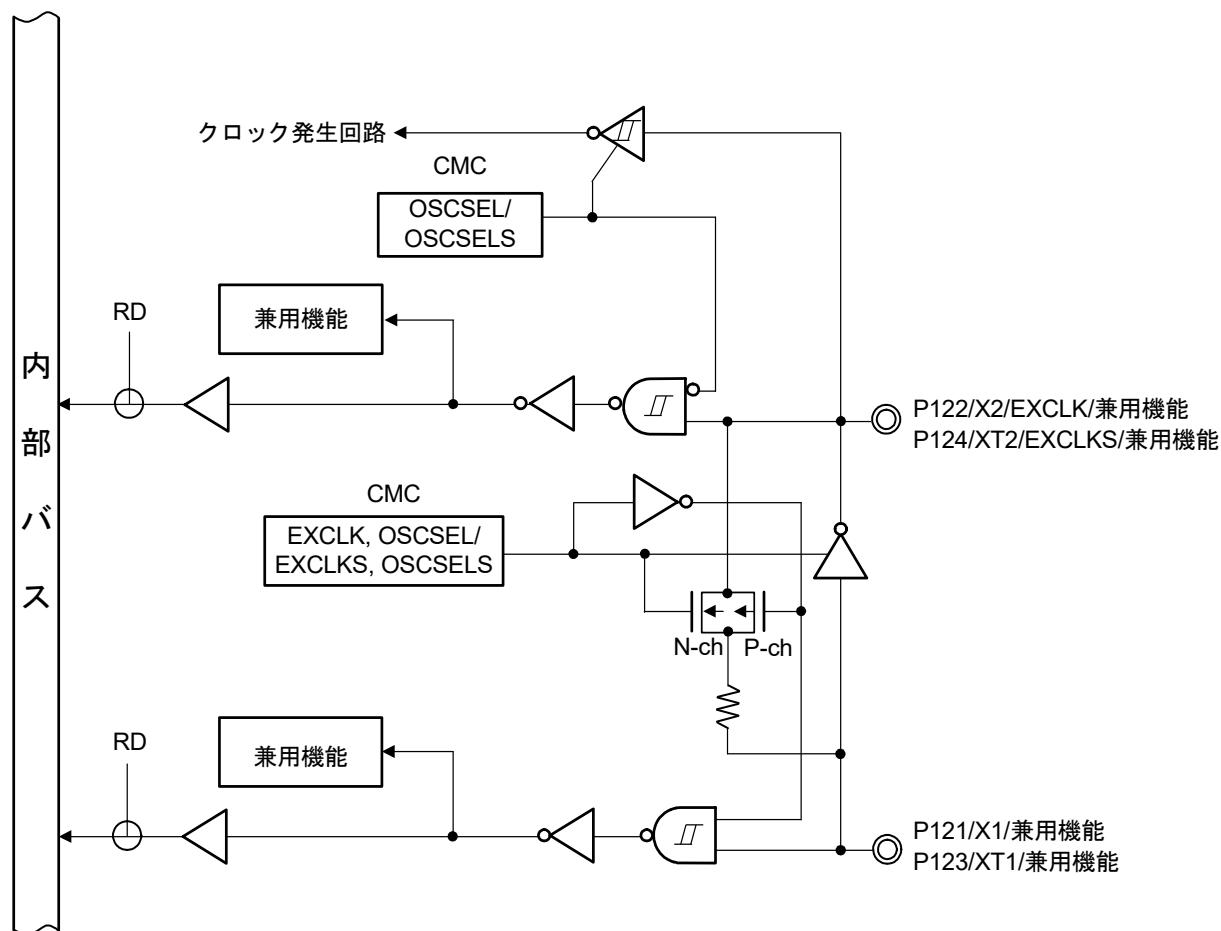 クロック発生回路
CMC
OSCSEL/
OSCSELS
RD
兼用機能
内部バス
P122/X2/EXCLK/兼用機能
P124/XT2/EXCLKS/兼用機能
CMC
EXCLK, OSCSEL/
EXCLKS, OSCSELS
N-ch
P-ch
RD
兼用機能
P121/X1/兼用機能
P123/XT1/兼用機能